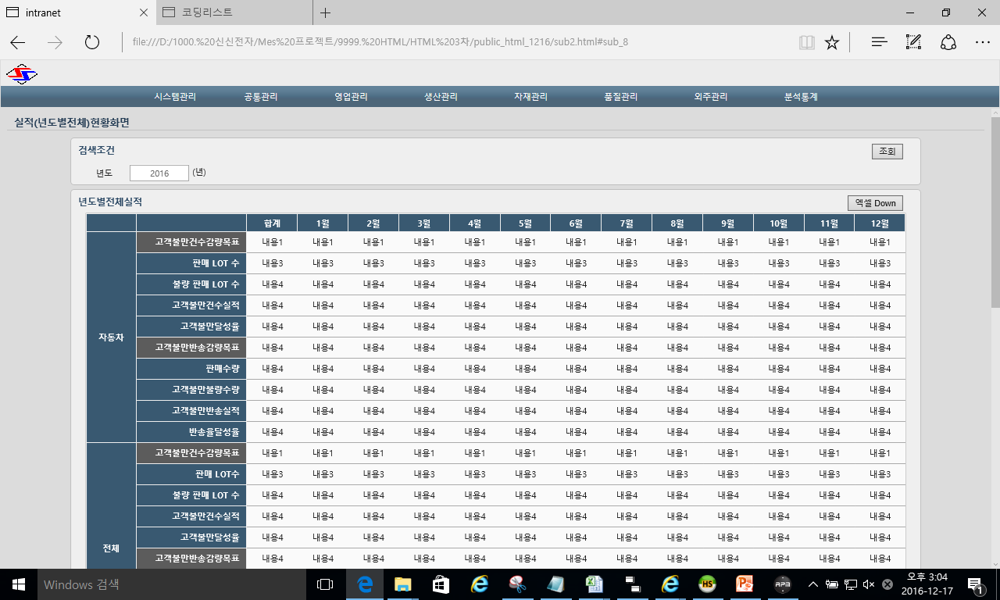 intranet
코딩리스트
file:///D:/1000.%20신신전자/Mes%20프로젝트/9999.%20HTML/HTML%203차/public_html_1216/sub2.html#sub_8
시스템관리 공통관리 영업관리 생산관리 자재관리 품질관리 외주관리 분석통계
실적(년도별전체)현황화면
검색조건 조회
년도 2016 (년)
년도별전체실적 엑셀 Down
합계 1월 2월 3월 4월 5월 6월 7월 8월 9월 10월 11월 12월
고객불만건수감량목표 내용1 내용1 내용1 내용1 내용1 내용1 내용1 내용1 내용1 내용1 내용1 내용1 내용1
판매 LOT 수 내용3 내용3 내용3 내용3 내용3 내용3 내용3 내용3 내용3 내용3 내용3 내용3 내용3
불량 판매 LOT 수 내용4 내용4 내용4 내용4 내용4 내용4 내용4 내용4 내용4 내용4 내용4 내용4 내용4
고객불만건수실적 내용4 내용4 내용4 내용4 내용4 내용4 내용4 내용4 내용4 내용4 내용4 내용4 내용4
고객불만달성율 내용4 내용4 내용4 내용4 내용4 내용4 내용4 내용4 내용4 내용4 내용4 내용4 내용4
자동차
고객불만반송감량목표 내용4 내용4 내용4 내용4 내용4 내용4 내용4 내용4 내용4 내용4 내용4 내용4 내용4
판매수량 내용4 내용4 내용4 내용4 내용4 내용4 내용4 내용4 내용4 내용4 내용4 내용4 내용4
고객불만불량수량 내용4 내용4 내용4 내용4 내용4 내용4 내용4 내용4 내용4 내용4 내용4 내용4 내용4
고객불만반송실적 내용4 내용4 내용4 내용4 내용4 내용4 내용4 내용4 내용4 내용4 내용4 내용4 내용4
반송율달성율 내용4 내용4 내용4 내용4 내용4 내용4 내용4 내용4 내용4 내용4 내용4 내용4 내용4
고객불만건수감량목표 내용1 내용1 내용1 내용1 내용1 내용1 내용1 내용1 내용1 내용1 내용1 내용1 내용1
판매 LOT수 내용3 내용3 내용3 내용3 내용3 내용3 내용3 내용3 내용3 내용3 내용3 내용3 내용3
불량 판매 LOT 수 내용4 내용4 내용4 내용4 내용4 내용4 내용4 내용4 내용4 내용4 내용4 내용4 내용4
고객불만건수실적 내용4 내용4 내용4 내용4 내용4 내용4 내용4 내용4 내용4 내용4 내용4 내용4 내용4
고객불만달성율 내용4 내용4 내용4 내용4 내용4 내용4 내용4 내용4 내용4 내용4 내용4 내용4 내용4
전체
고객불만반송감량목표 내용4 내용4 내용4 내용4 내용4 내용4 내용4 내용4 내용4 내용4 내용4 내용4 내용4
Windows 검색
HS
APM
오후 3:04
2016-12-17
1